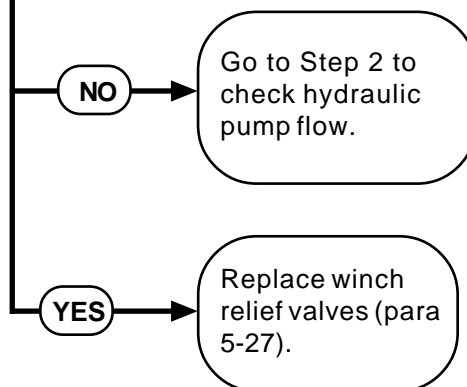 NO
Go to Step 2 to
check hydraulic
pump flow.
YES
Replace winch
relief valves (para
5-27).